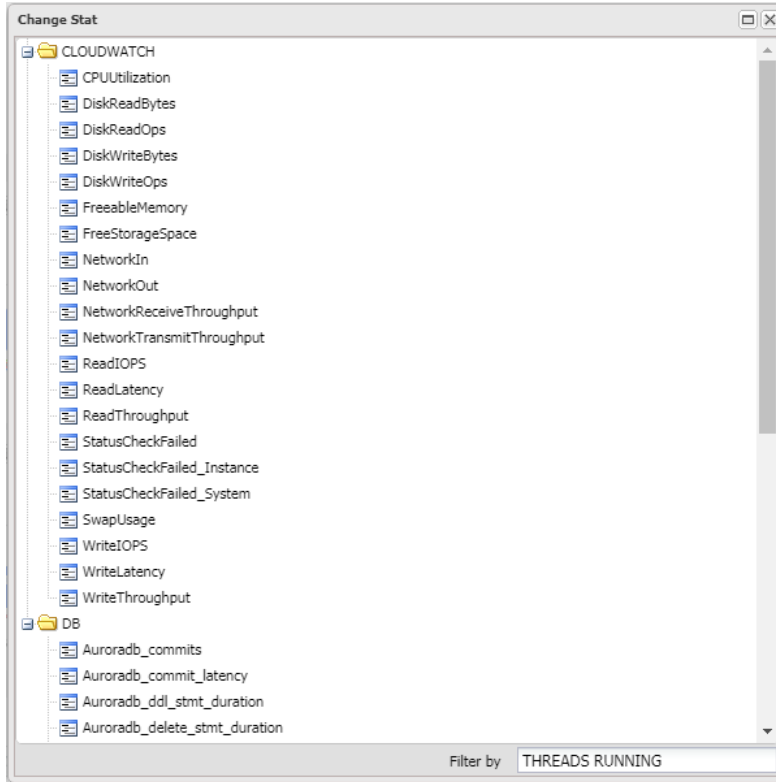 Change Stat
CLOUDWATCH
CPUUtilization
DiskReadBytes
DiskReadOps
DiskWriteBytes
DiskWriteOps
FreeableMemory
FreeStorageSpace
NetworkIn
NetworkOut
NetworkReceiveThroughput
NetworkTransmitThroughput
ReadIOPS
ReadLatency
ReadThroughput
StatusCheckFailed
StatusCheckFailed_Instance
StatusCheckFailed_System
SwapUsage
WriteIOPS
WriteLatency
WriteThroughput
DB
Auroradb_commits
Auroradb_commit_latency
Auroradb_ddl_stmt_duration
Auroradb_delete_stmt_duration
Filter by THREADS RUNNING